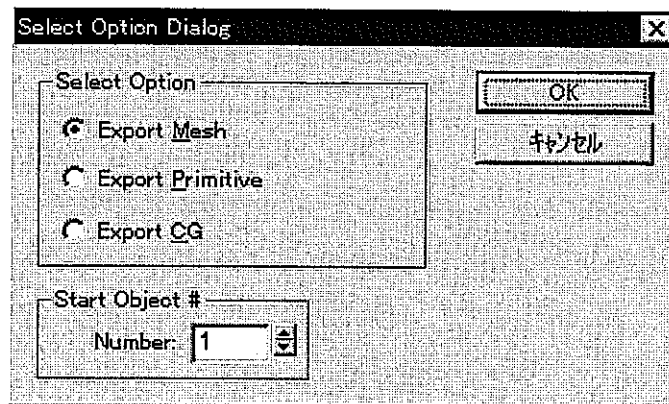 Select Option Dialog
Select Option
Export Mesh
Export Primitive
Export CG
OK
キャンセル
Start Object #
Number: 1